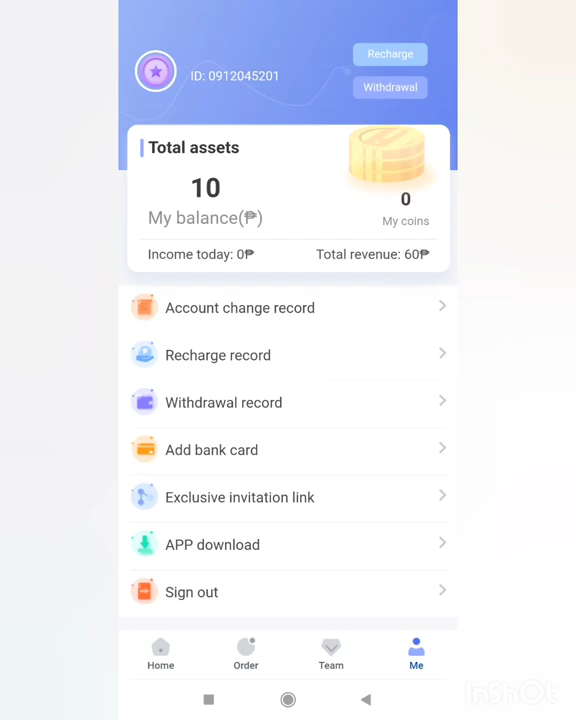 Recharge
ID: 0912045201
Withdrawal
Total assets
10
0
My balance(₱)
My coins
Income today: 0₱
Total revenue: 60₱
Account change record
Recharge record
Withdrawal record
Add bank card
Exclusive invitation link
APP download
Sign out
Home
Order
Team
Me
InShOt